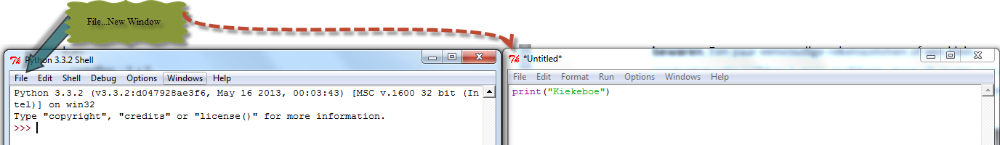 File...New Window
Python 3.3.2 Shell
File Edit Shell Debug Options Windows Help
Python 3.3.2 (v3.3.2:d047928ae3f6, May 16 2013, 00:03:43) [MSC v.1600 32 bit (In
tel)] on win32
Type "copyright", "credits" or "license()" for more information.
>>>
*Untitled*
File Edit Format Run Options Windows Help
print("Kiekeboe")